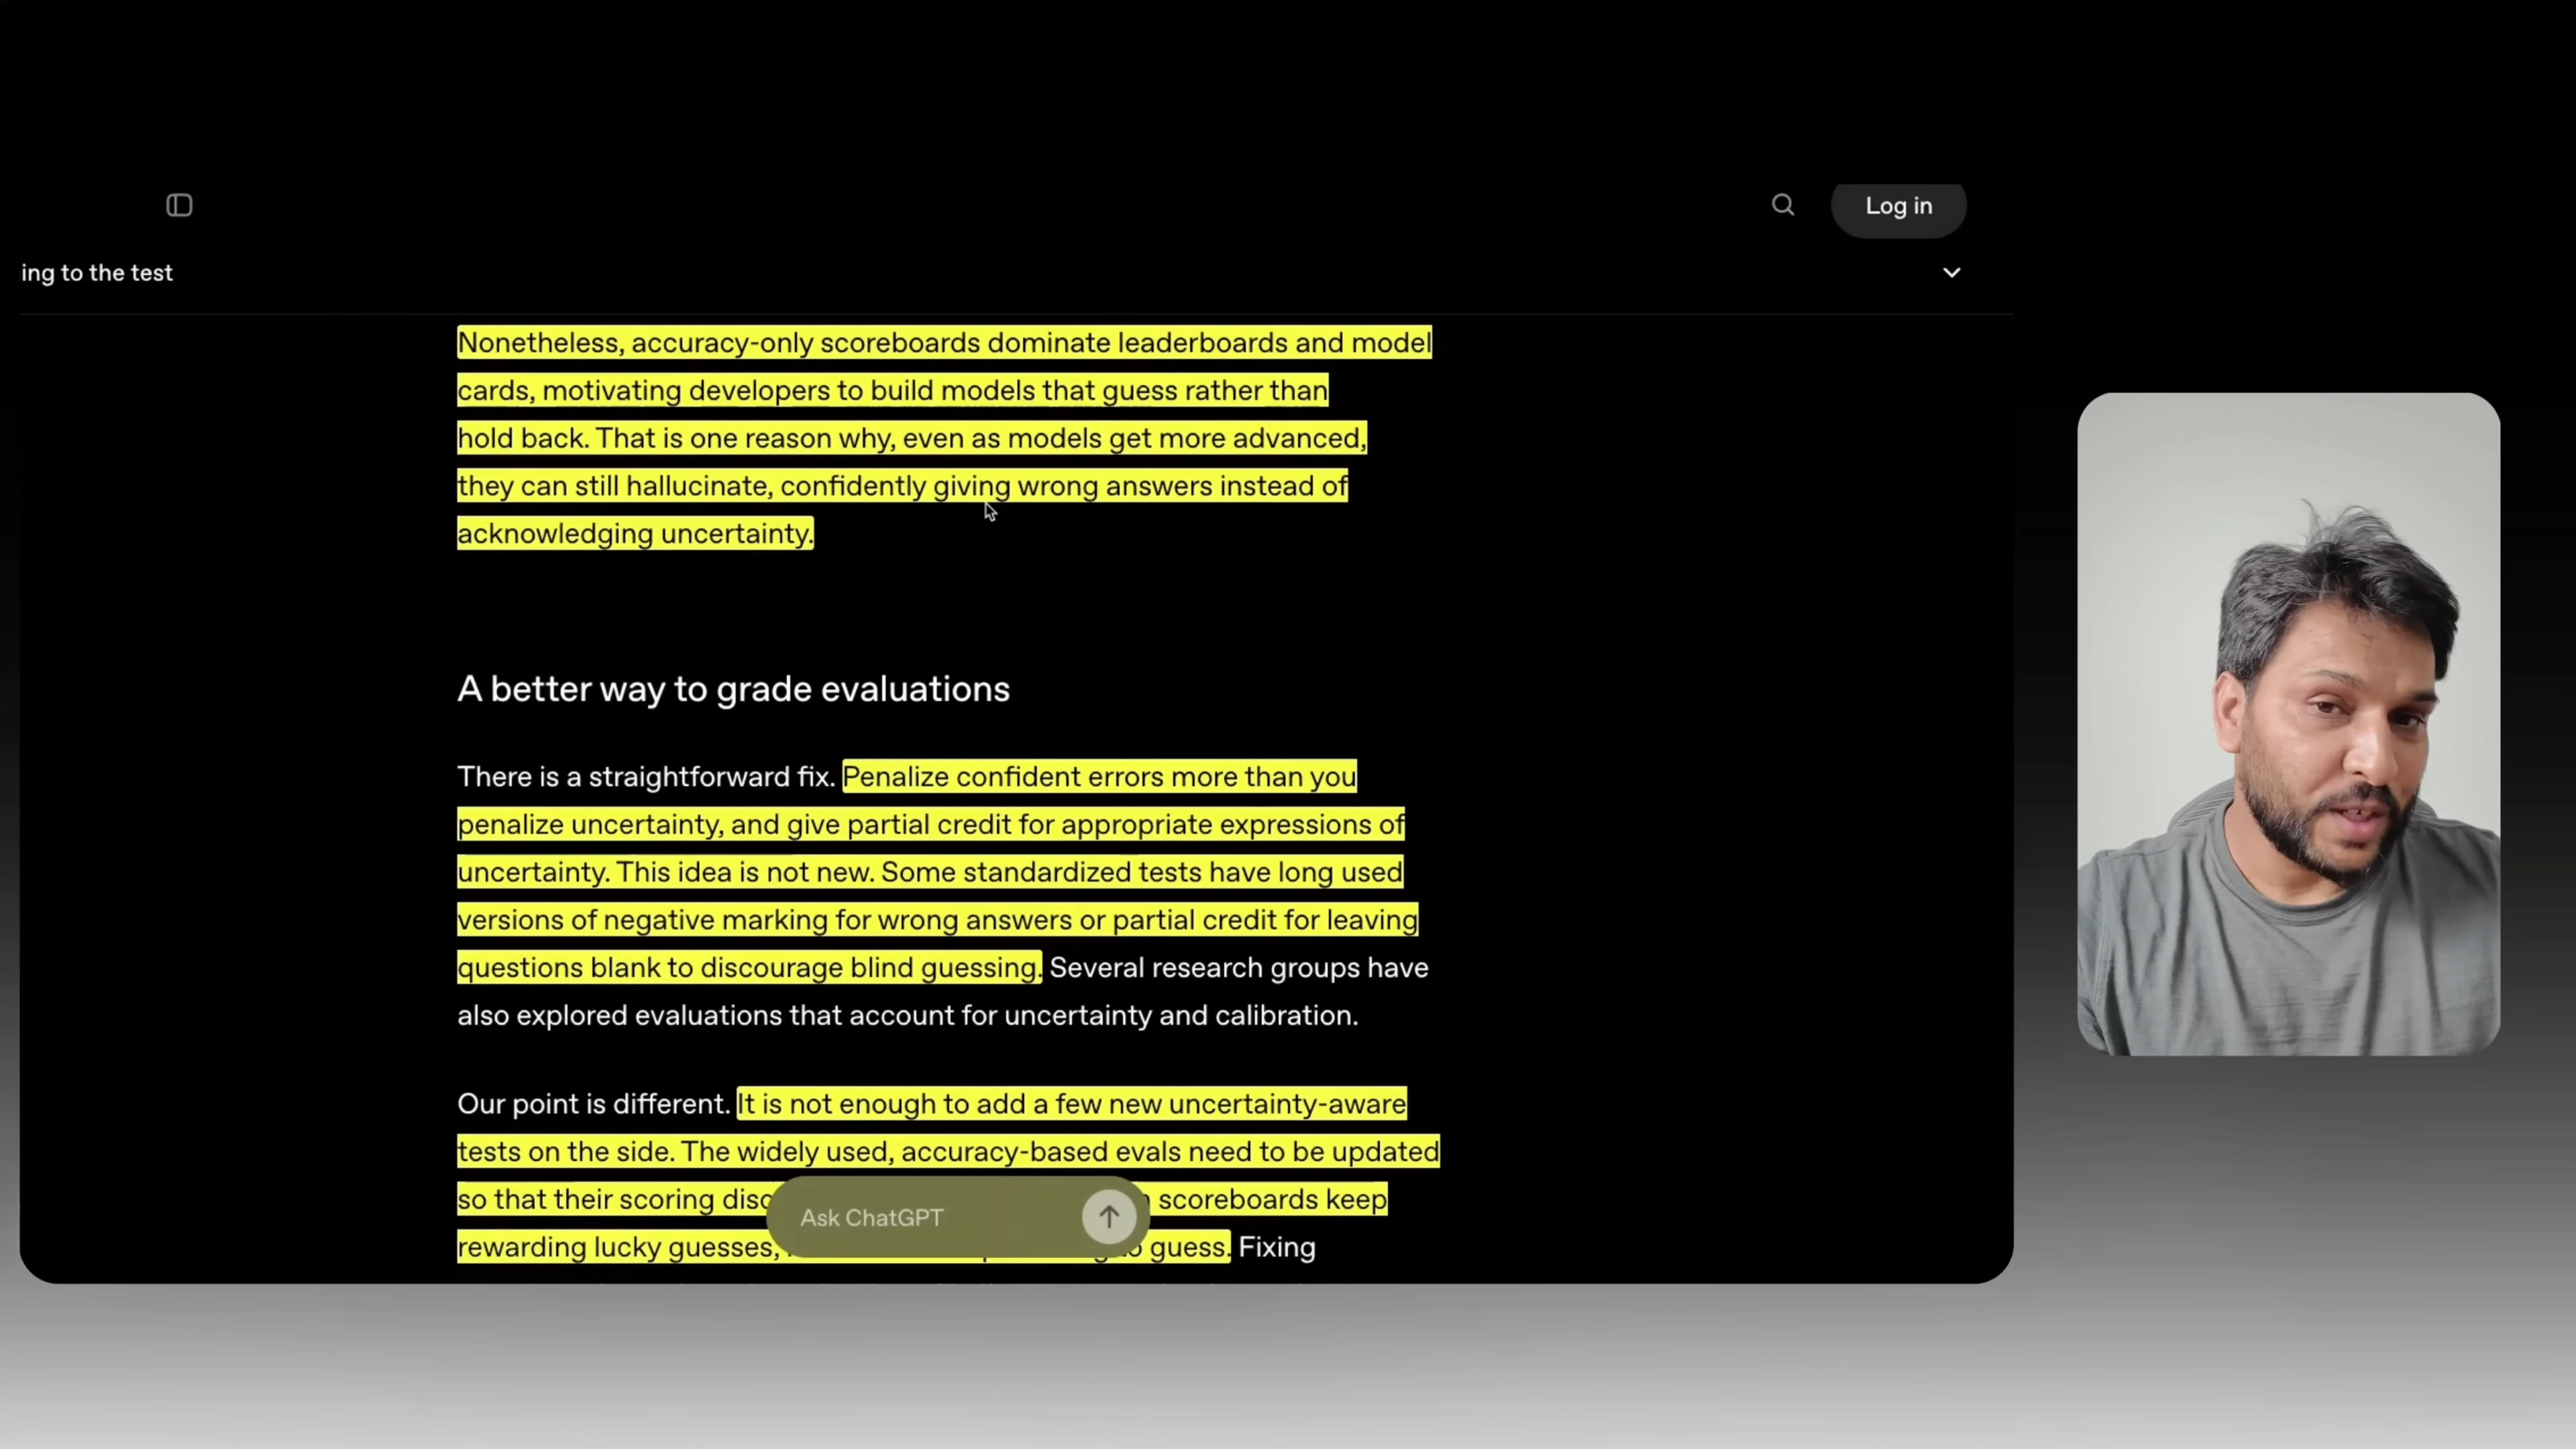 Log in
ing to the test
Nonetheless, accuracy-only scoreboards dominate leaderboards and model
cards, motivating developers to build models that guess rather than
hold back. That is one reason why, even as models get more advanced,
they can still hallucinate, confidently giving wrong answers instead of
acknowledging uncertainty.
A better way to grade evaluations
There is a straightforward fix. Penalize confident errors more than you
penalize uncertainty, and give partial credit for appropriate expressions of
uncertainty. This idea is not new. Some standardized tests have long used
versions of negative marking for wrong answers or partial credit for leaving
questions blank to discourage blind guessing. Several research groups have
also explored evaluations that account for uncertainty and calibration.
Our point is different. It is not enough to add a few new uncertainty-aware
tests on the side. The widely used, accuracy-based evals need to be updated
so that their scoring scoreboards keep
rewarding lucky guesses, guess. Fixing
Ask ChatGPT